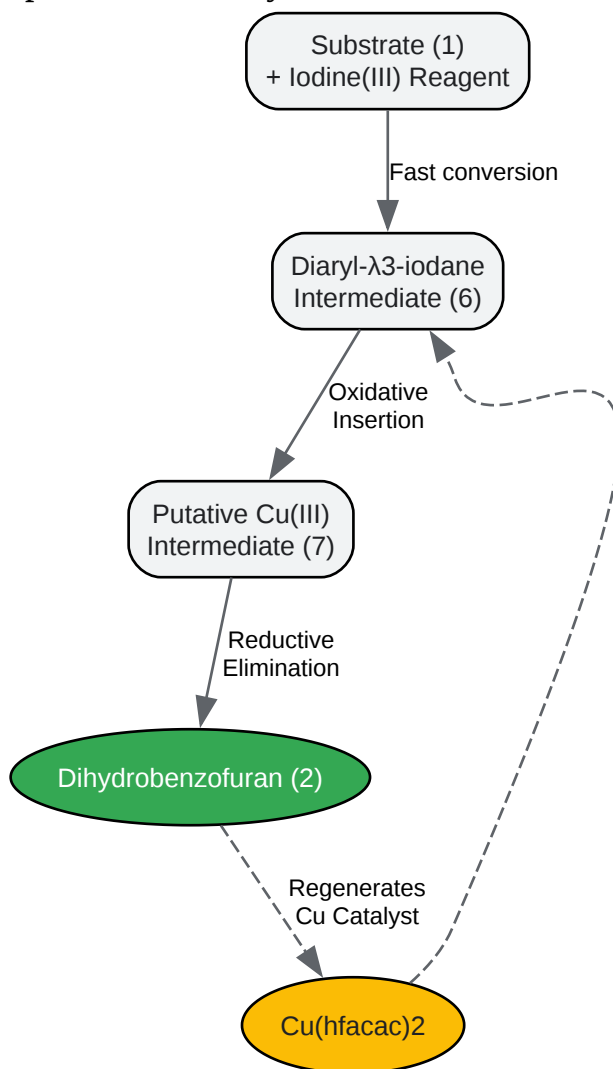 Substrate (1)
+ Iodine(III) Reagent
Fast conversion
Diaryl-λ3-iodane
Intermediate (6)
Oxidative
Insertion
Putative Cu(III)
Intermediate (7)
Reductive
Elimination
Dihydrobenzofuran (2)
Regenerates
Cu Catalyst
Cu(hfacac)2